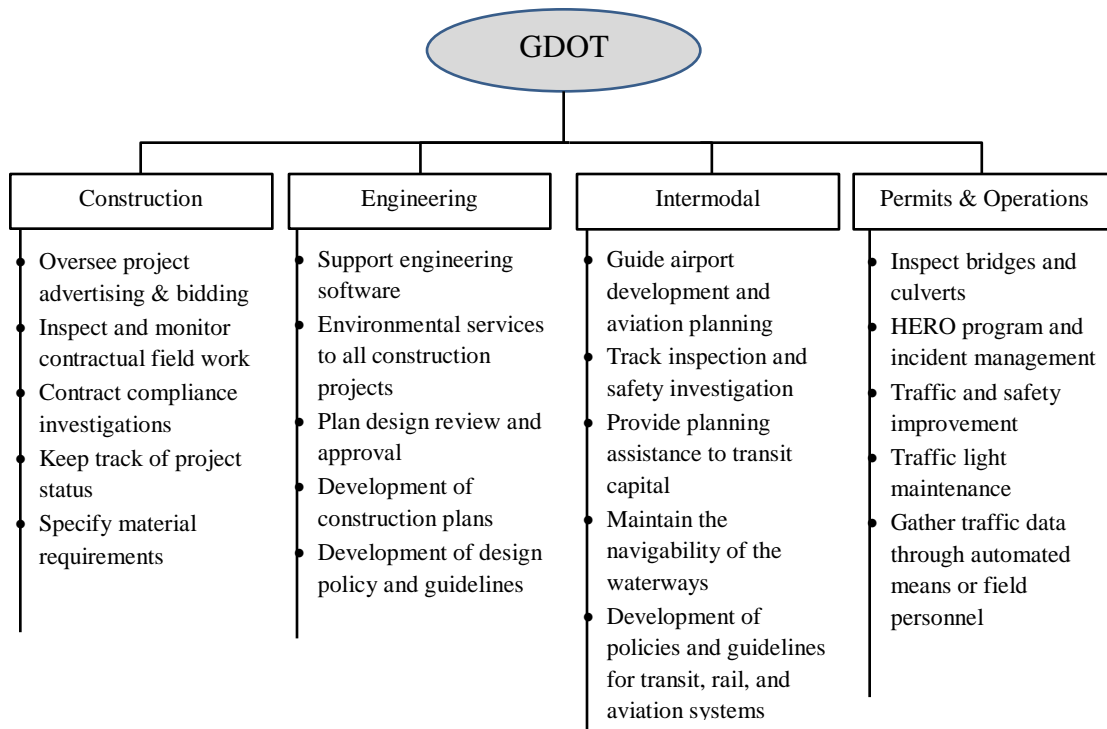 GDOT
Construction
Oversee project
advertising & bidding
Inspect and monitor
contractual field work
Contract compliance
investigations
Keep track of project
status
Specify material
requirements
Engineering
Support engineering
software
Environmental services
to all construction
projects
Plan design review and
approval
Development of
construction plans
Development of design
policy and guidelines
Intermodal
Guide airport
development and
aviation planning
Track inspection and
safety investigation
Provide planning
assistance to transit
capital
Maintain the
navigability of the
waterways
Development of
policies and guidelines
for transit, rail, and
aviation systems
Permits & Operations
Inspect bridges and
culverts
HERO program and
incident management
Traffic and safety
improvement
Traffic light
maintenance
Gather traffic data
through automated
means or field
personnel